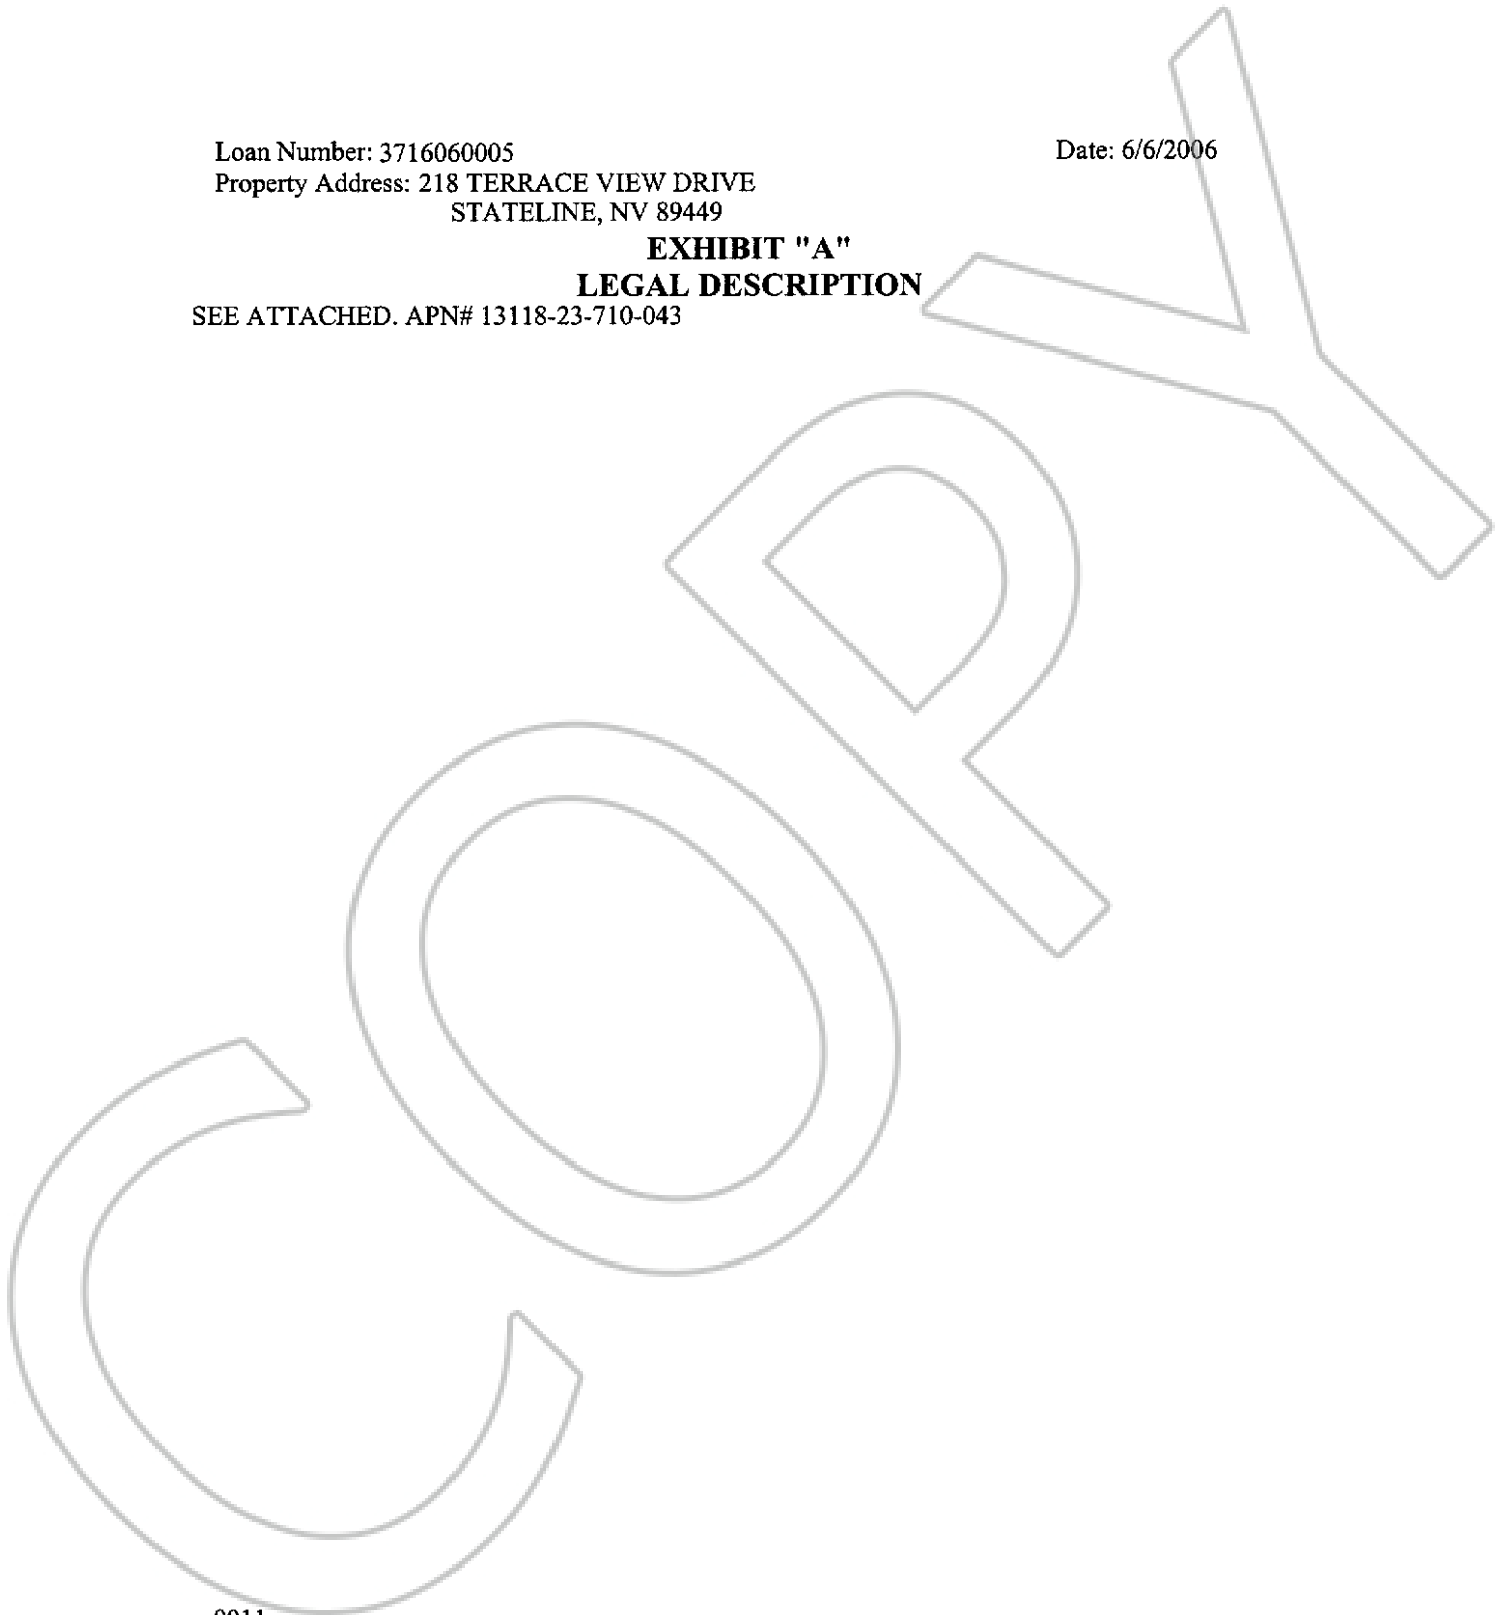 Loan Number: 3716060005 Date: 6/6/2006
Property Address: 218 TERRACE VIEW DRIVE
STATELINE, NV 89449
EXHIBIT "A"
LEGAL DESCRIPTION
SEE ATTACHED. APN# 13118-23-710-043
COPY